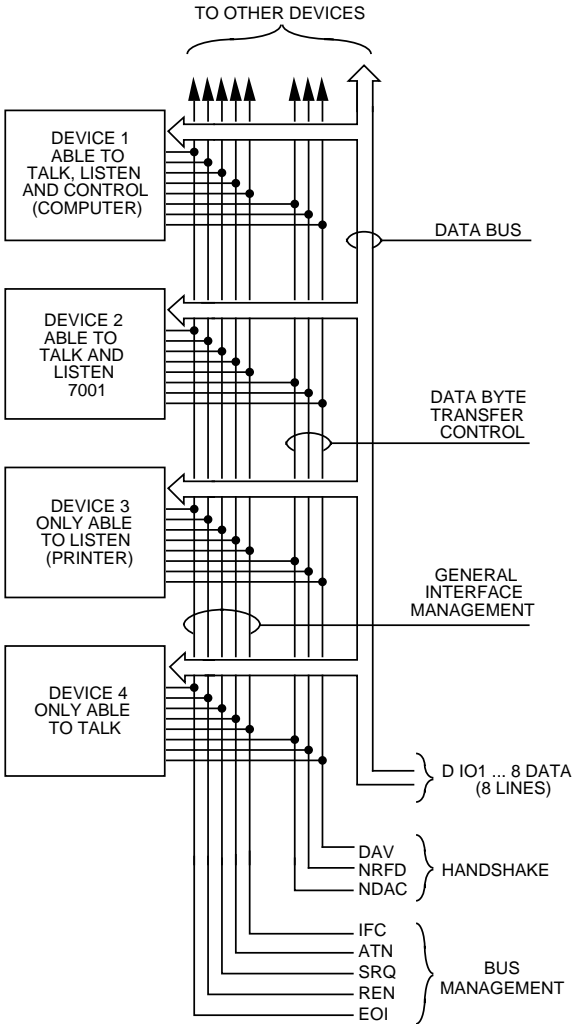 TO OTHER DEVICES
DEVICE 1
ABLE TO
TALK, LISTEN
AND CONTROL
(COMPUTER)
DATA BUS
DEVICE 2
ABLE TO
TALK AND
LISTEN
7001
DATA BYTE
TRANSFER
CONTROL
DEVICE 3
ONLY ABLE
TO LISTEN
(PRINTER)
GENERAL
INTERFACE
MANAGEMENT
DEVICE 4
ONLY ABLE
TO TALK
D IO1 ... 8 DATA
(8 LINES)
DAV
NRFD
NDAC
HANDSHAKE
IFC
ATN
SRQ
REN
EOI
BUS
MANAGEMENT